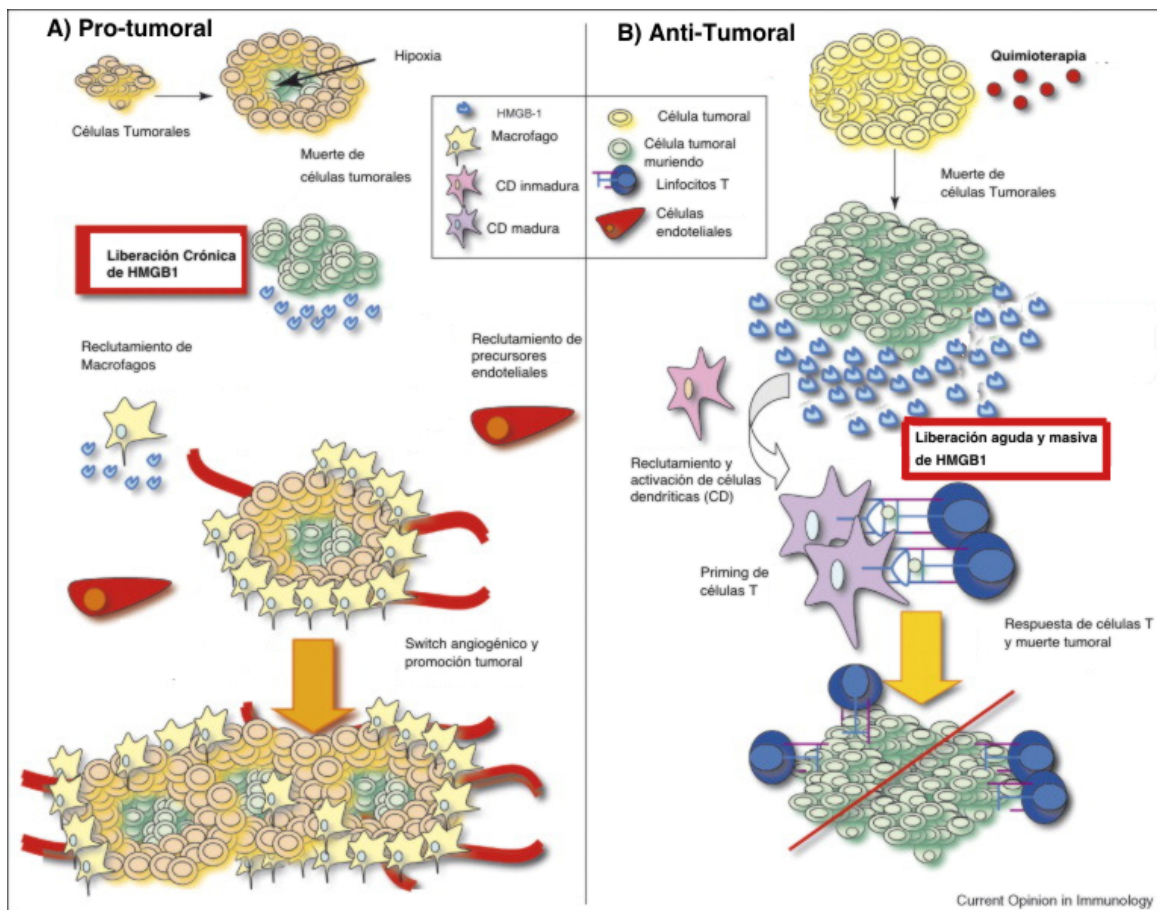 A) Pro-tumoral
Hipoxia
Células Tumorales
Muerte de
células tumorales
Liberación Crónica
de HMGB1
Reclutamiento de
Macrofagos
Reclutamiento de
precursores
endoteliales
Switch angiogénico y
promoción tumoral
HMGB-1
Macrofago
CD inmadura
CD madura
Célula tumoral
Célula tumoral
muriendo
Linfocitos T
Células
endoteliales
B) Anti-Tumoral
Quimioterapia
Muerte de
células Tumorales
Liberación aguda y masiva
de HMGB1
Reclutamiento y
activación de células
dendríticas (CD)
Priming de
células T
Respuesta de células T
y muerte tumoral
Current Opinion in Immunology